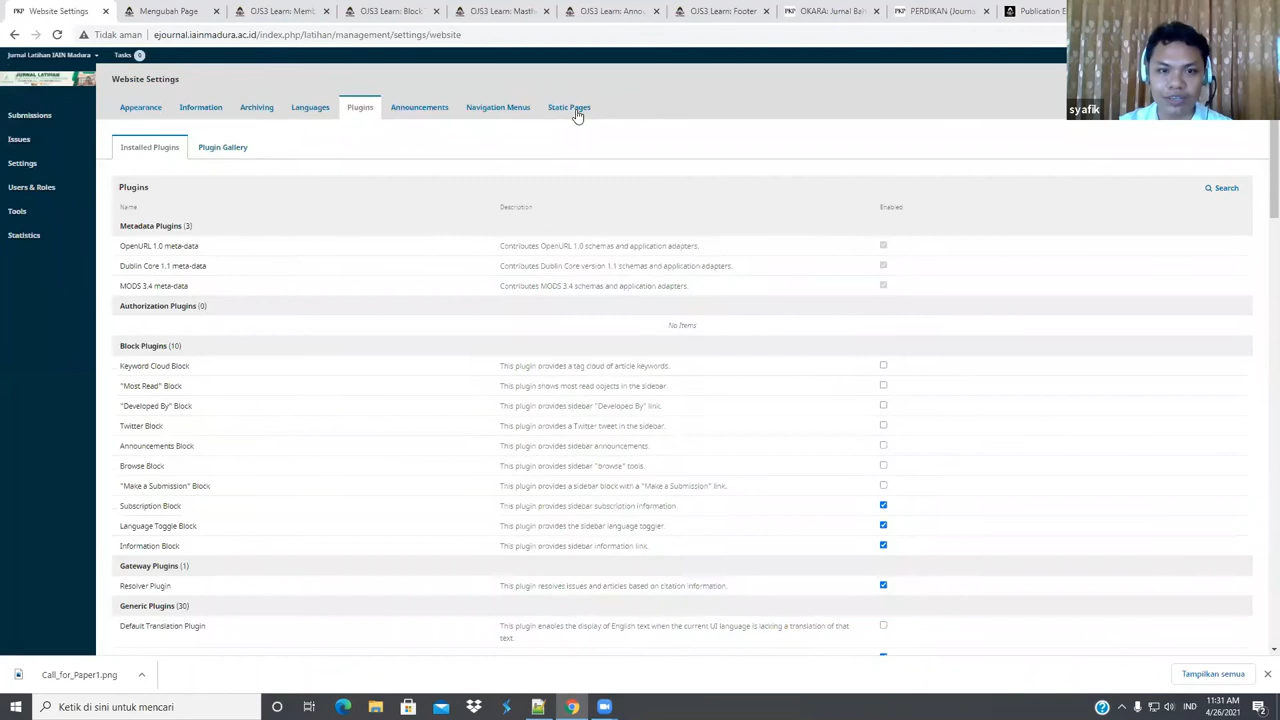 Website Settings
Mengubah Page
OJS3 Learn: Memb
OJS3 Learn: Block T
OJS3 Learn: Masthe
OJS3 Learn: Annou
OJS3 Learn: Footer
OKARA: Jurnal Bah
PERDIKAN (Journa
Publication E
Tidak aman
ejournal.iainmadura.ac.id/index.php/latihan/management/settings/website
Jurnal Latihan IAIN Madura
Tasks 0
JURNAL LATIHAN
Submissions
Issues
Settings
Users & Roles
Tools
Statistics
Website Settings
Appearance
Information
Archiving
Languages
Plugins
Announcements
Navigation Menus
Static Pages
syafik
Installed Plugins
Plugin Gallery
Plugins
Search
Name
Description
Enabled
Metadata Plugins (3)
OpenURL 1.0 meta-data
Contributes OpenURL 1.0 schemas and application adapters.
Dublin Core 1.1 meta-data
Contributes Dublin Core version 1.1 schemas and application adapters.
MODS 3.4 meta-data
Contributes MODS 3.4 schemas and application adapters.
Authorization Plugins (0)
No Items
Block Plugins (10)
Keyword Cloud Block
This plugin provides a tag cloud of article keywords.
"Most Read" Block
This plugin shows most read objects in the sidebar.
"Developed By" Block
This plugin provides sidebar "Developed By" link.
Twitter Block
This plugin provides a Twitter tweet in the sidebar.
Announcements Block
This plugin provides sidebar announcements.
Browse Block
This plugin provides sidebar "browse" tools.
"Make a Submission" Block
This plugin provides a sidebar block with a "Make a Submission" link.
Subscription Block
This plugin provides sidebar subscription information.
Language Toggle Block
This plugin provides the sidebar language toggler.
Information Block
This plugin provides sidebar information link.
Gateway Plugins (1)
Resolver Plugin
This plugin resolves issues and articles based on citation information.
Generic Plugins (30)
Default Translation Plugin
This plugin enables the display of English text when the current UI language is lacking a translation of that
text.
Call_for_Paper1.png
Tampilkan semua
Ketik di sini untuk mencari
IND
11:31 AM
4/26/2021
2